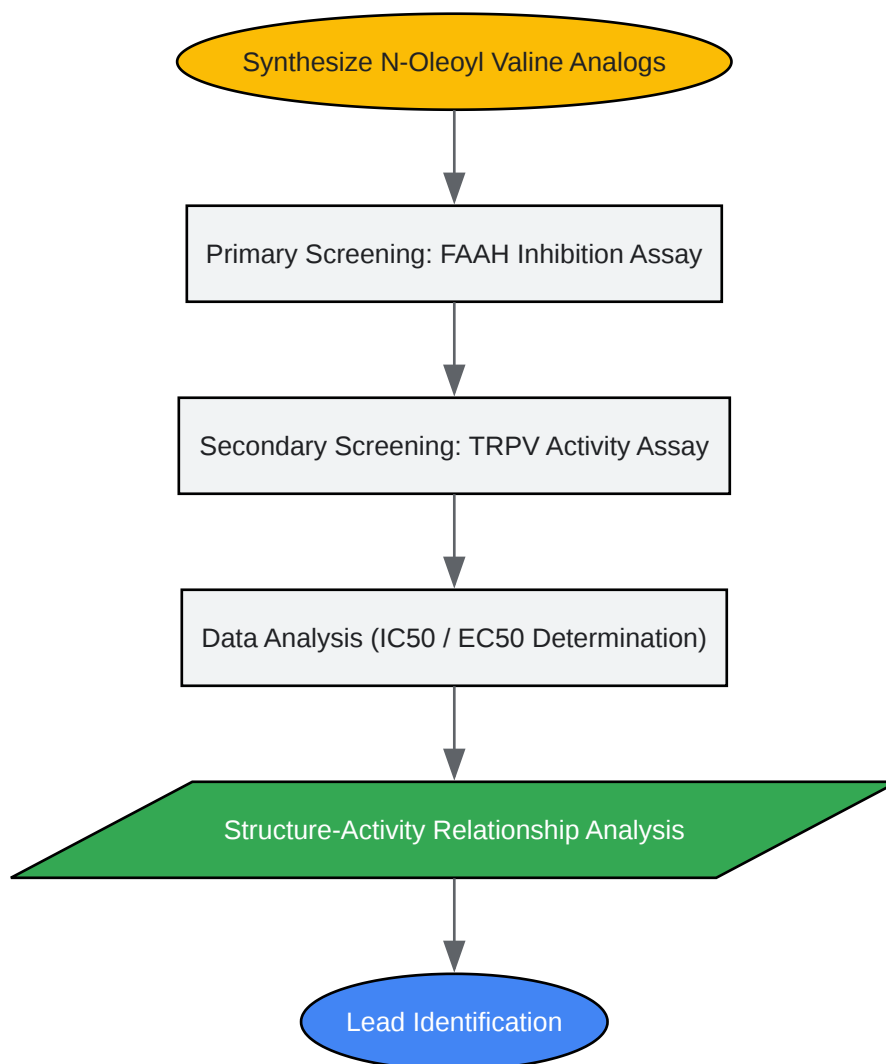 Synthesize N-Oleoyl Valine Analogs
Primary Screening: FAAH Inhibition Assay
Secondary Screening: TRPV Activity Assay
Data Analysis (IC50 / EC50 Determination)
Structure-Activity Relationship Analysis
Lead Identification